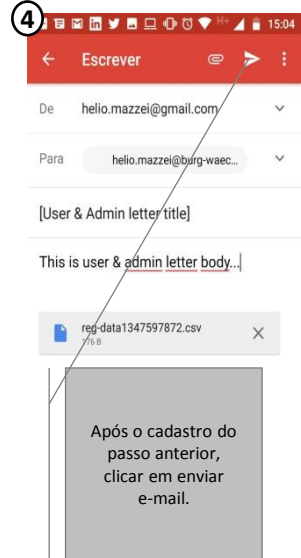 4
H+ 15:04
Escrever
De helio.mazzei@gmail.com
Para helio.mazzei@burg-waec...
[User & Admin letter title]
This is user & admin letter body...
reg-data1347597872.csv
176 B
Após o cadastro do
passo anterior,
clicar em enviar
e-mail.